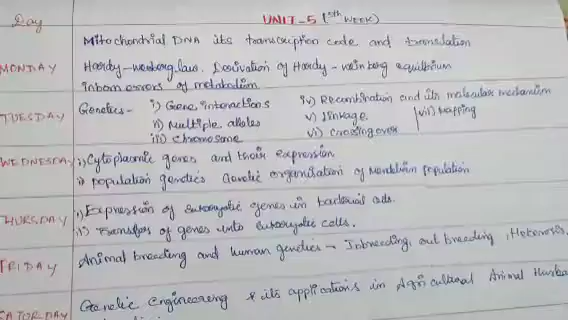 Day UNIT-5 (5th WEEK)
Mitochondrial DNA its transcription code and translation
MONDAY Hardy-weinberg law. Derivation of Hardy-weinberg equilibrium
inborn errors of metabolism
TUESDAY Genetics- i) Gene interactions iv) Recombination and its molecular mechanism
ii) Multiple alleles v) linkage vii) Mapping
iii) chromosome vi) crossing over
WEDNESDAY i) Cytoplasmic genes and their expression
ii) population genetics Genetic organisation of Mendelian population
THURSDAY i) Expression of eukaryotic genes in bacterial cells.
ii) Transfer of genes into eukaryotic cells.
FRIDAY Animal breeding and human genetics - Inbreeding, out breeding, Heterosis.
SATURDAY Genetic engineering & its applications in Agricultural Animal